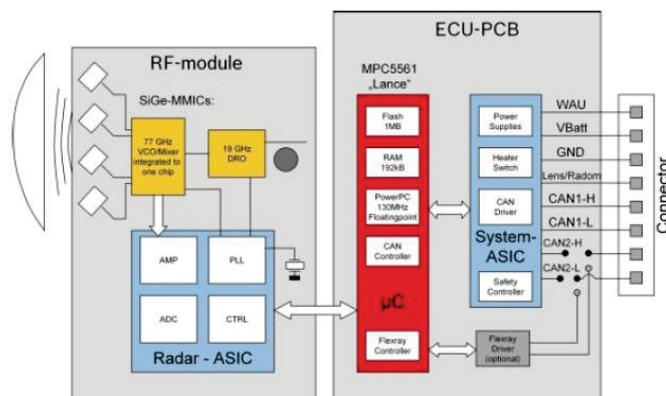 RF-module
SiGe-MMICs:
77 GHz
VCO/Mixer
integrated to
one chip
19 GHz
DRO
AMP
PLL
ADC
CTRL
Radar - ASIC
ECU-PCB
MPC5561
„Lance"
Flash
1MB
RAM
192kB
PowerPC
130MHz
Floatingpoint
CAN
Controller
µC
Flexray
Controller
Power
Supplies
Heater
Switch
CAN
Driver
System-
ASIC
Safety
Controller
Flexray
Driver
(optional)
WAU
VBatt
GND
Lens/Radom
CAN1-H
CAN1-L
CAN2-H
CAN2-L
Connector